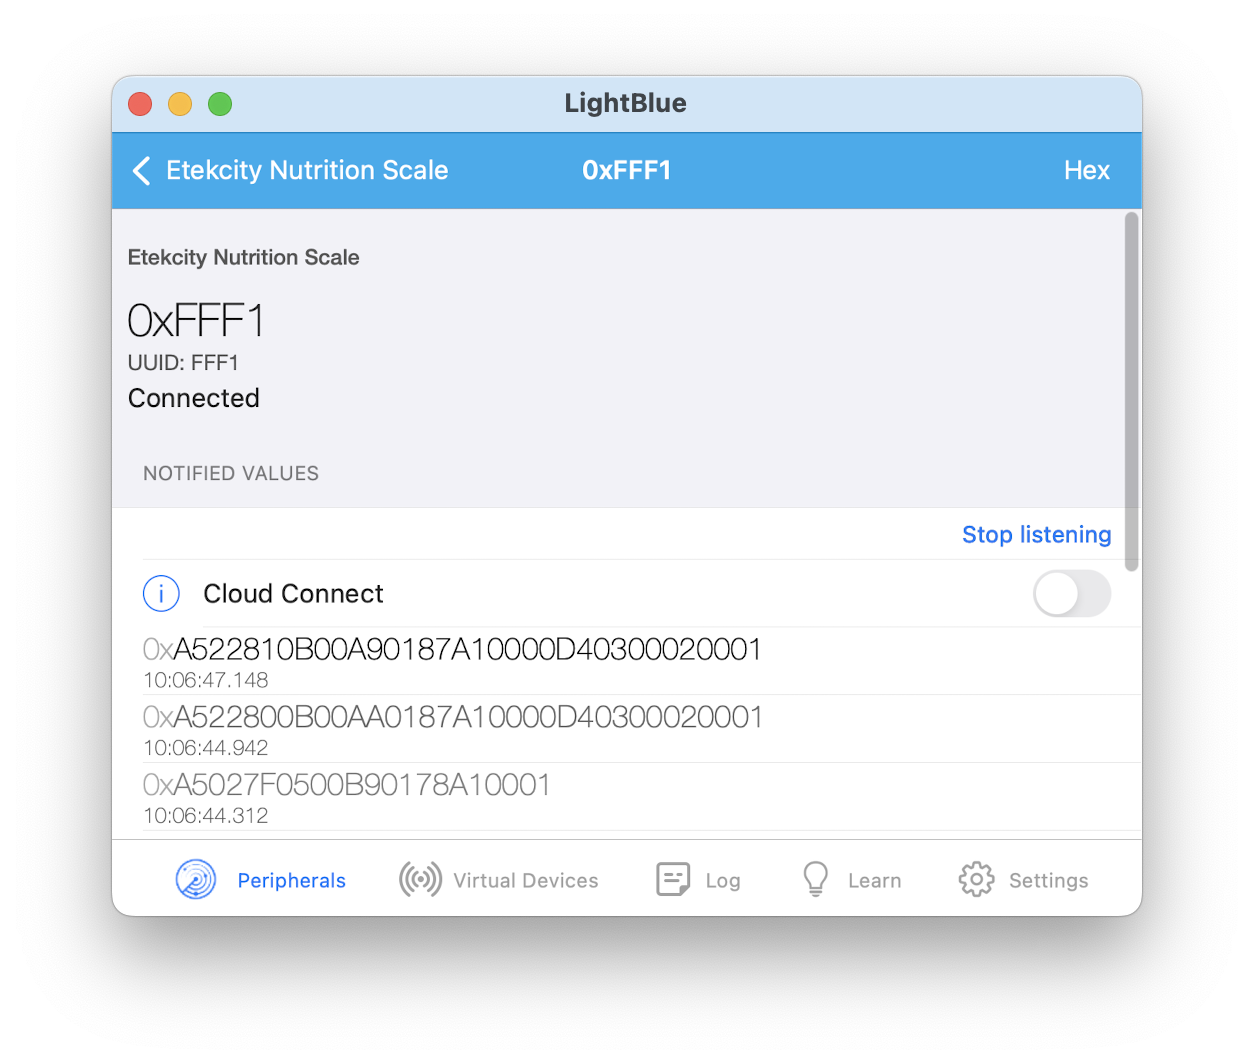 LightBlue
Etekcity Nutrition Scale 0xFFF1 Hex
Etekcity Nutrition Scale
0xFFF1
UUID: FFF1
Connected
NOTIFIED VALUES
Stop listening
i Cloud Connect
0xA522810B00A90187A10000D40300020001
10:06:47.148
0xA522800B00AA0187A10000D40300020001
10:06:44.942
0xA5027F0500B90178A10001
10:06:44.312
Peripherals Virtual Devices Log Learn Settings